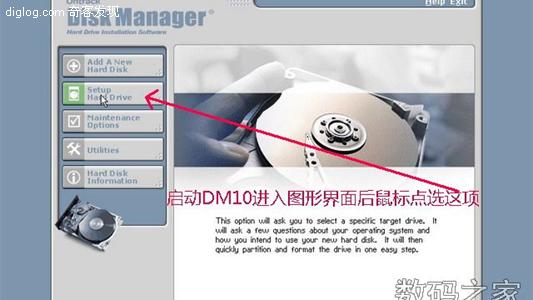 diglog.com 奇客发现
Ontrack
Disk Manager®
Hard Drive Installation Software
Help Exit
Add A New
Hard Disk
Setup
Hard Drive
Maintenance
Options
Utilities
Hard Disk
Information
启动DM10进入图形界面后鼠标点选这项
This option will ask you to select a specific target drive. It
will ask a few questions about your operating system and
how you intend to use your new hard disk. It will then
quickly partition and format the drive in one easy step.
数码之家